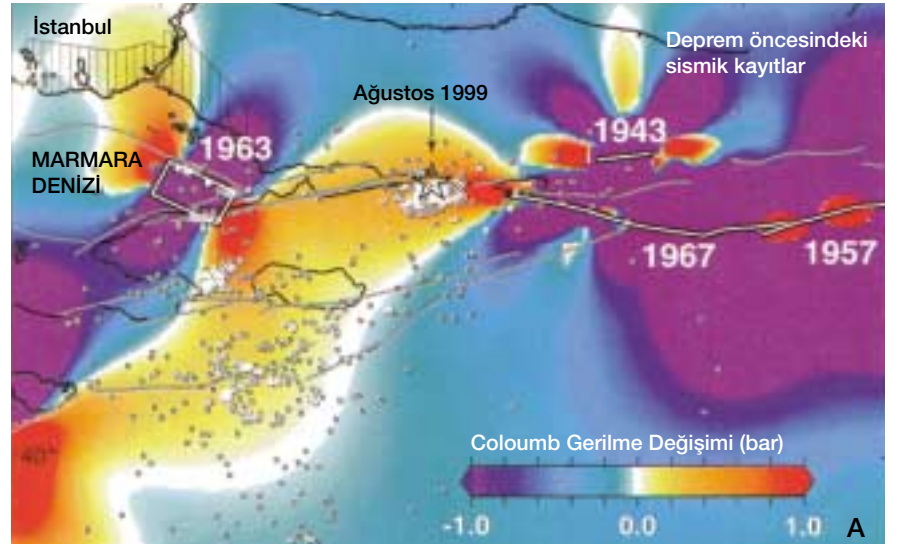 İstanbul
Deprem öncesindeki
sismik kayıtlar
Ağustos 1999
1943
1963
MARMARA
DENİZİ
1967
1957
Coloumb Gerilme Değişimi (bar)
40°
-1.0
0.0
1.0
A